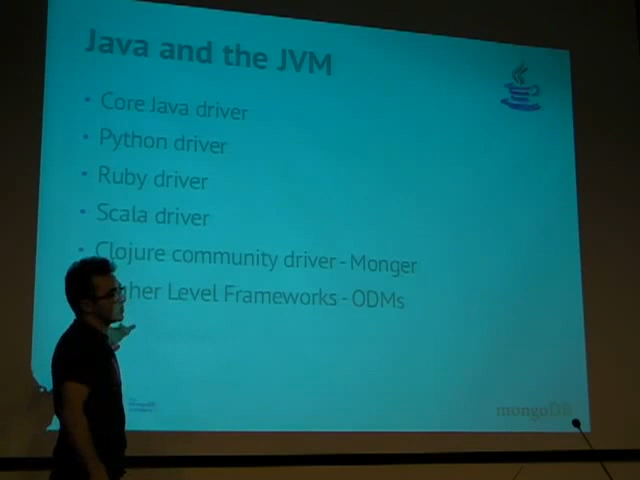 Java and the JVM
• Core Java driver
• Python driver
• Ruby driver
• Scala driver
• Clojure community driver - Monger
her Level Frameworks - ODMs
mongoDB